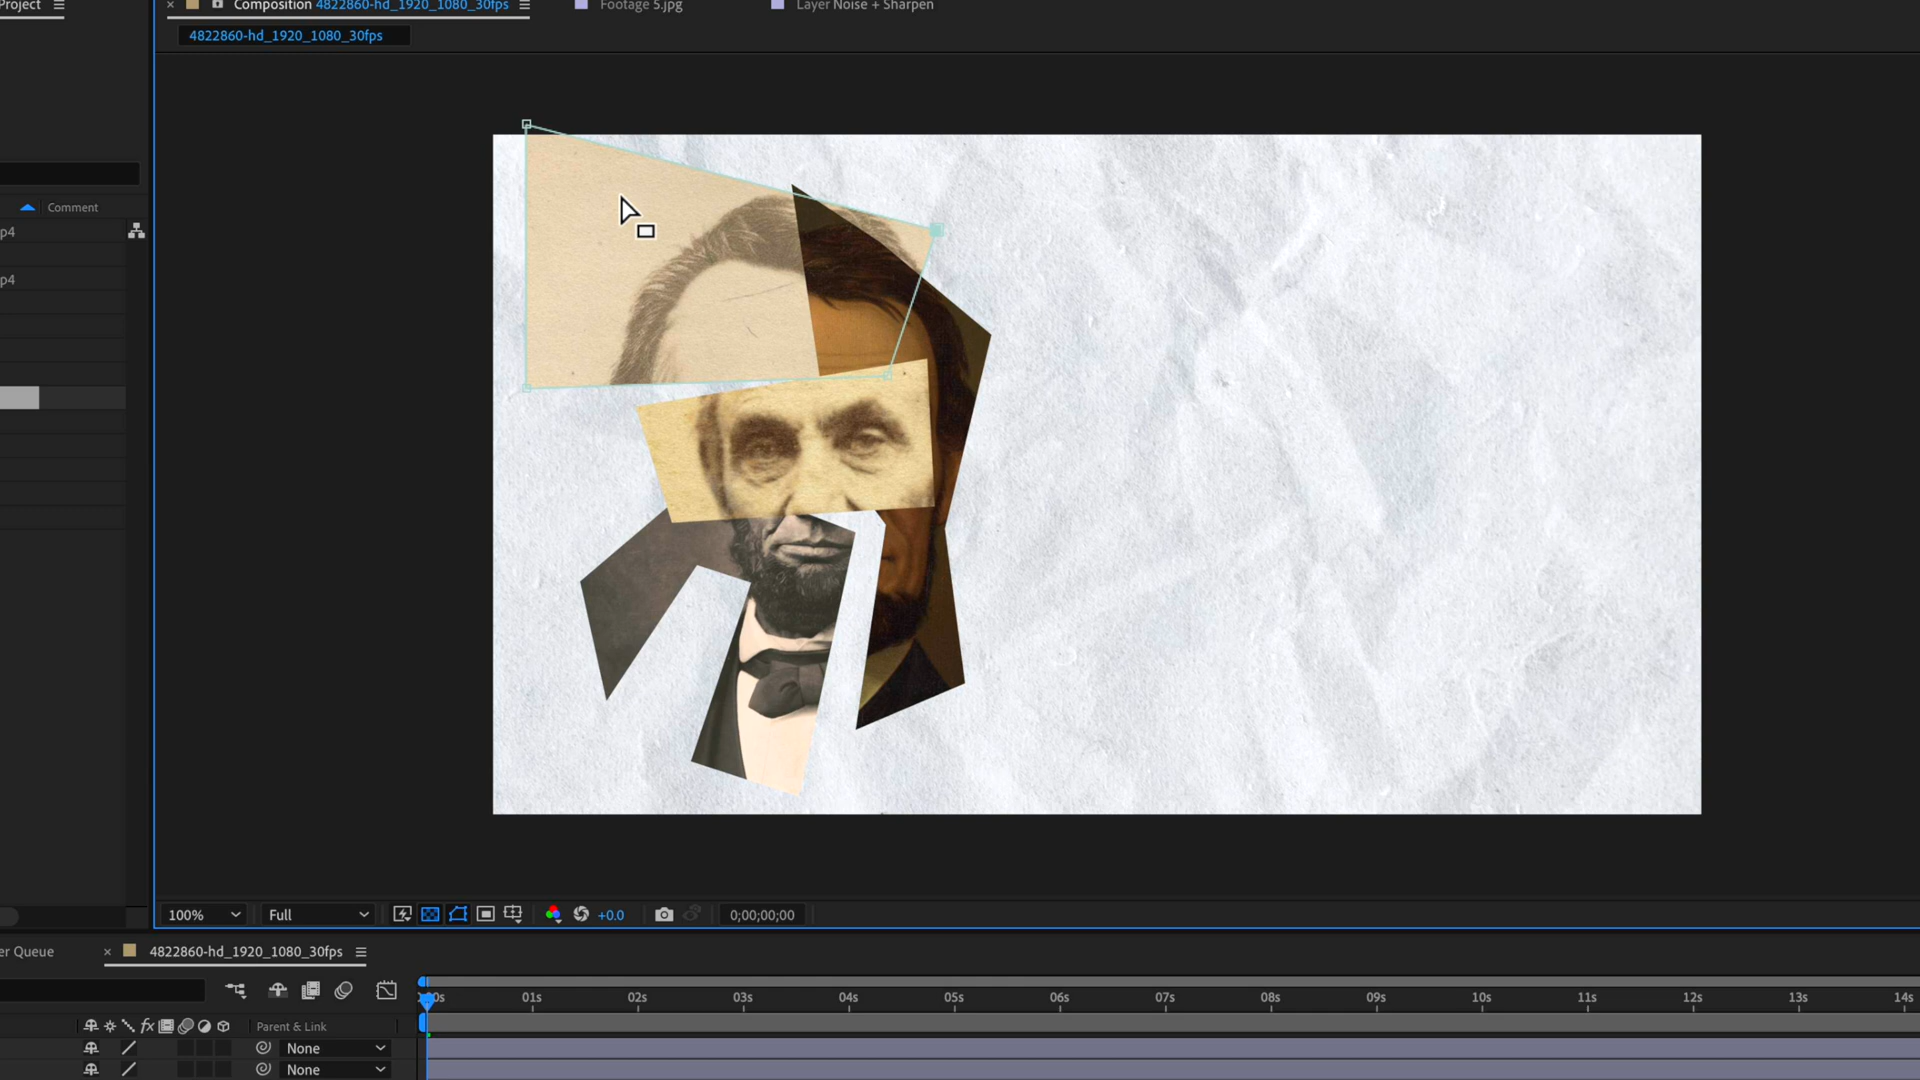 Project
Composition 4822860-hd_1920_1080_30fps
Footage 5.jpg
Layer Noise + Sharpen
4822860-hd_1920_1080_30fps
Comment
p4
p4
100%
Full
+0.0
0;00;00;00
er Queue
4822860-hd_1920_1080_30fps
00s 01s 02s 03s 04s 05s 06s 07s 08s 09s 10s 11s 12s 13s 14s
fx
Parent & Link
None
None